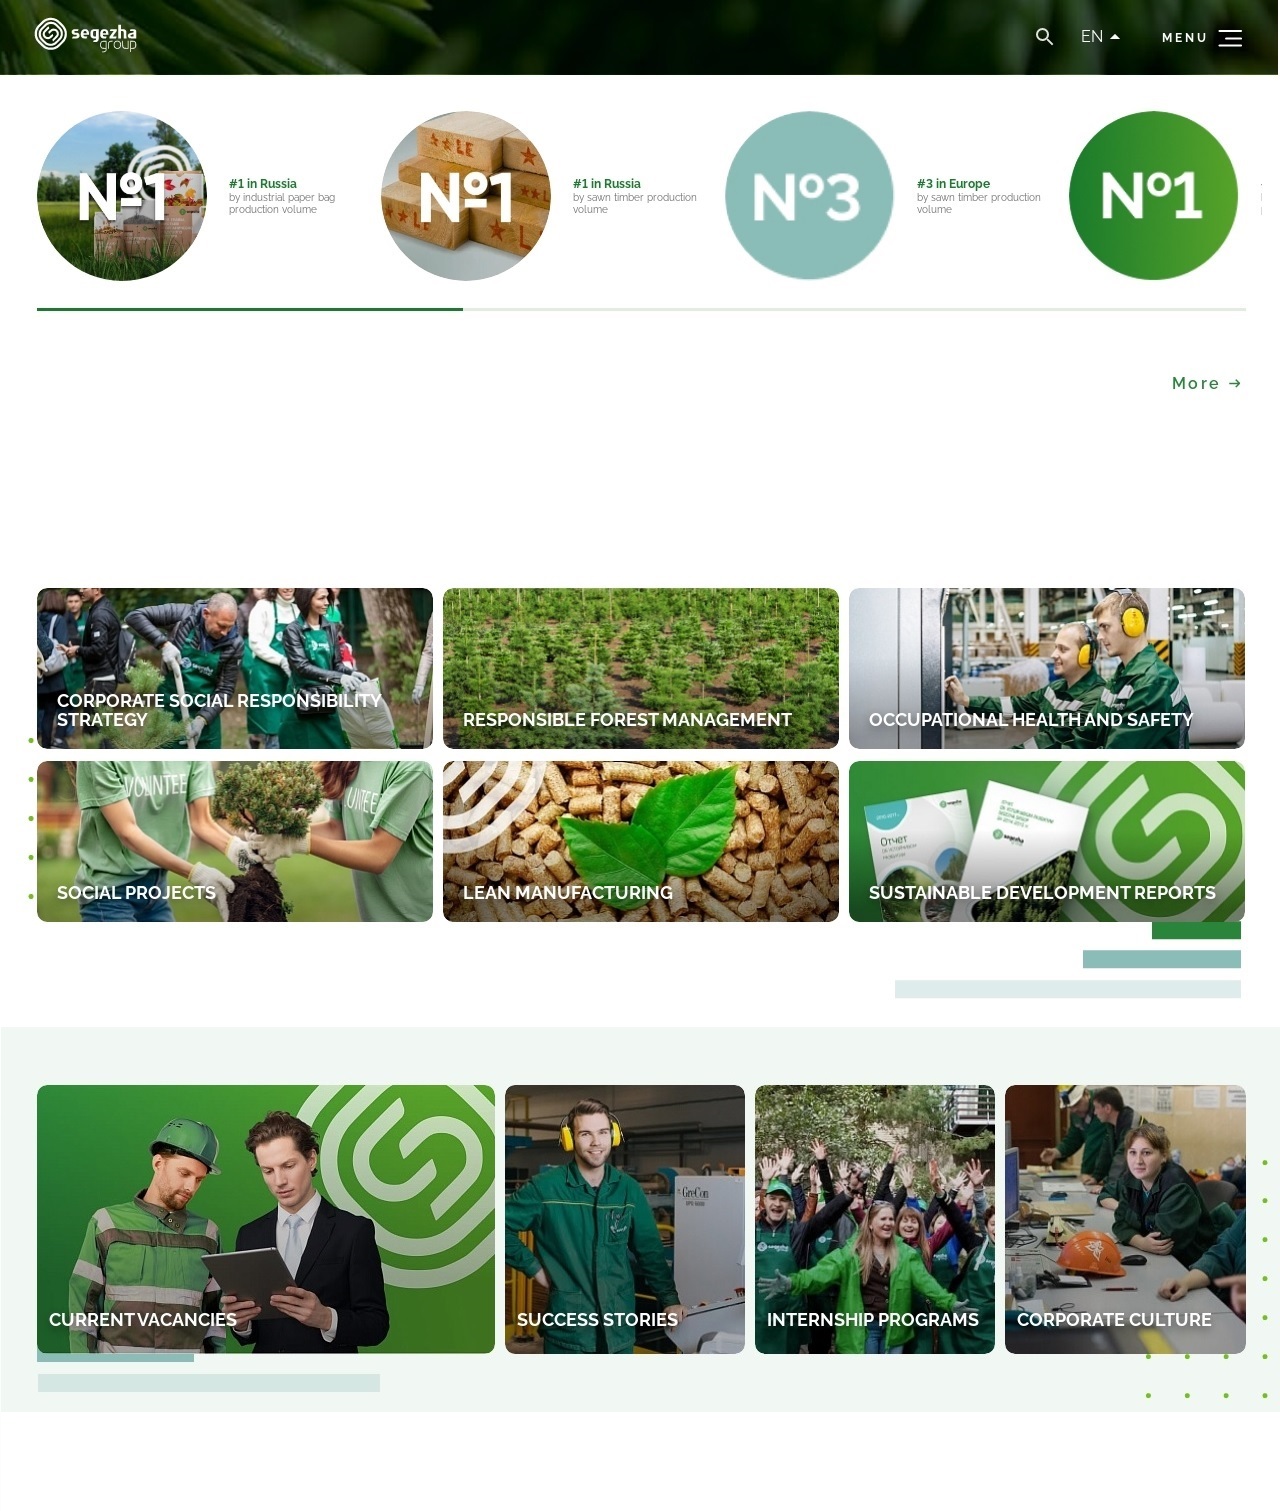 segezha
group
EN
MENU
№1
#1 in Russia
by industrial paper bag
production volume
№1
#1 in Russia
by sawn timber production
volume
№3
#3 in Europe
by sawn timber production
volume
№1
More →
CORPORATE SOCIAL RESPONSIBILITY
STRATEGY
RESPONSIBLE FOREST MANAGEMENT
OCCUPATIONAL HEALTH AND SAFETY
SOCIAL PROJECTS
LEAN MANUFACTURING
Отчет
segezha
SUSTAINABLE DEVELOPMENT REPORTS
CURRENT VACANCIES
GreCon
SUCCESS STORIES
INTERNSHIP PROGRAMS
CORPORATE CULTURE